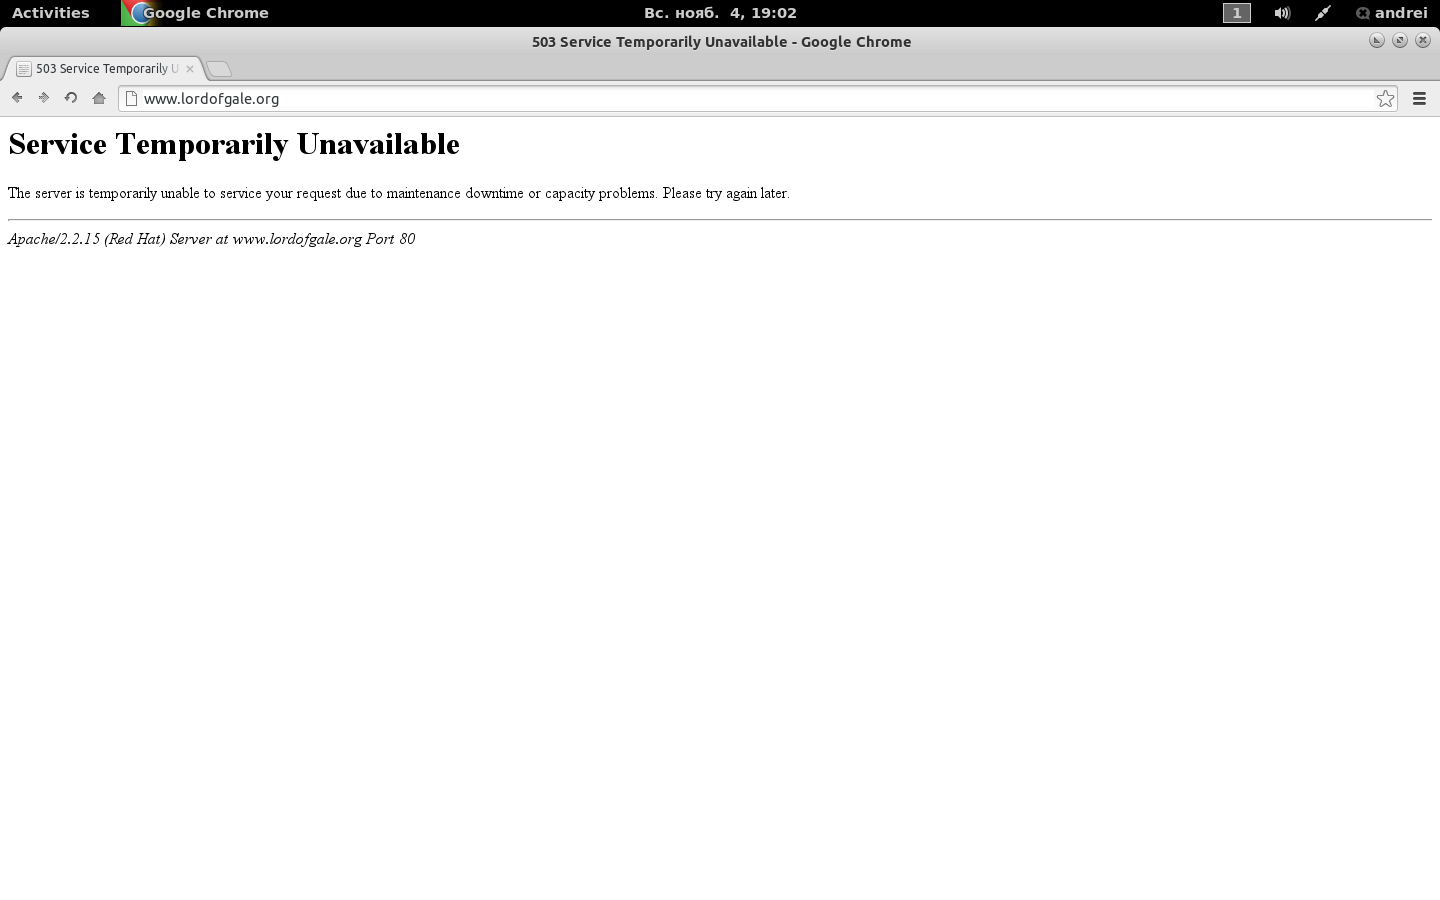 Activities Google Chrome Вс. нояб. 4, 19:02 1 andrei
503 Service Temporarily Unavailable - Google Chrome
503 Service Temporarily U
www.lordofgale.org
Service Temporarily Unavailable
The server is temporarily unable to service your request due to maintenance downtime or capacity problems. Please try again later.
Apache/2.2.15 (Red Hat) Server at www.lordofgale.org Port 80